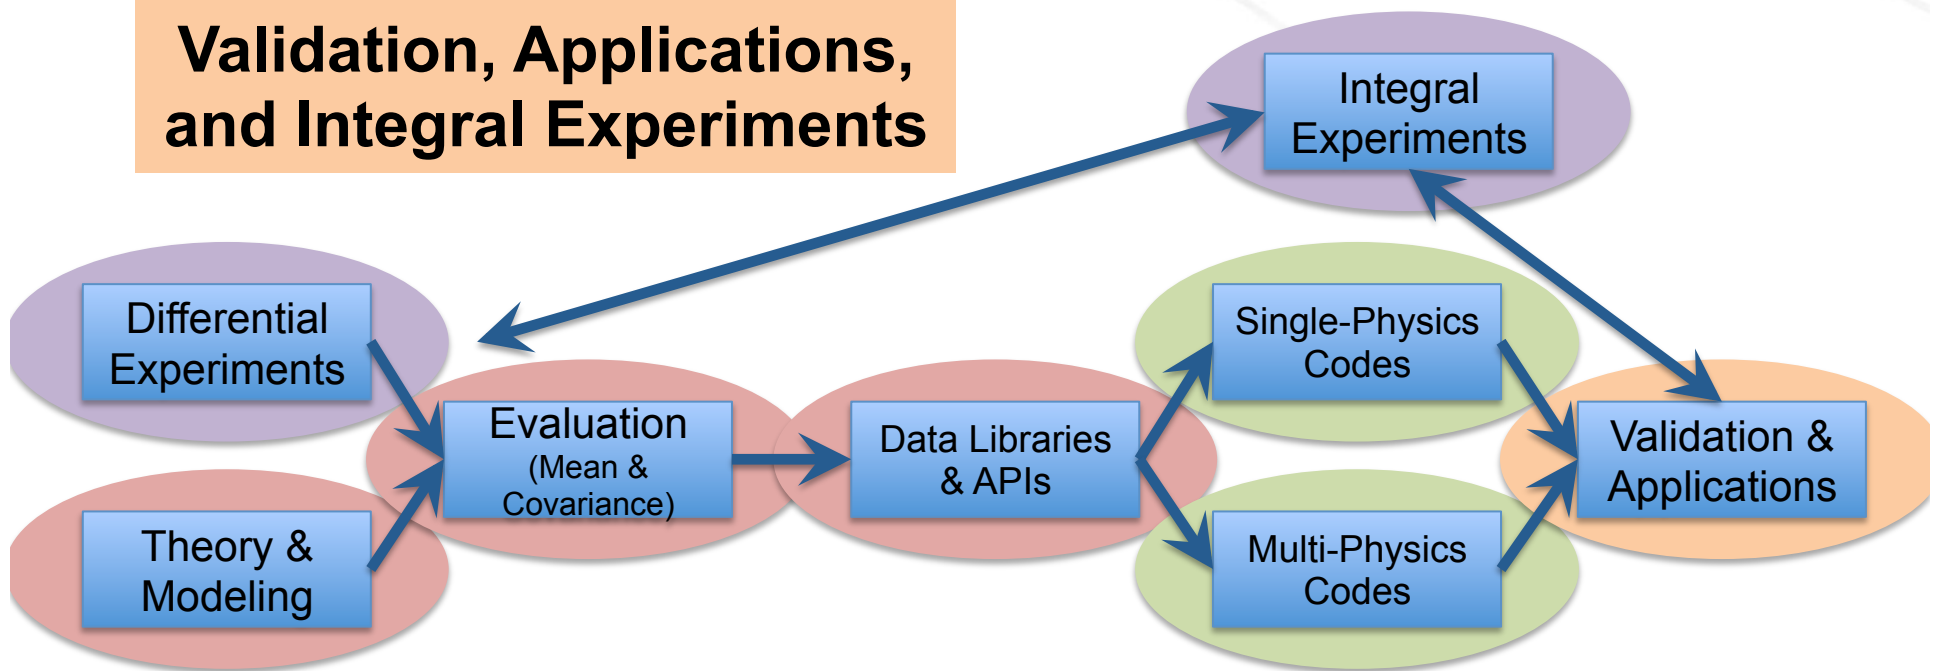 Validation, Applications,
and Integral Experiments
Integral
Experiments
Differential
Experiments
Single-Physics
Codes
Evaluation
(Mean &
Covariance)
Data Libraries
& APIs
Validation &
Applications
Theory &
Modeling
Multi-Physics
Codes